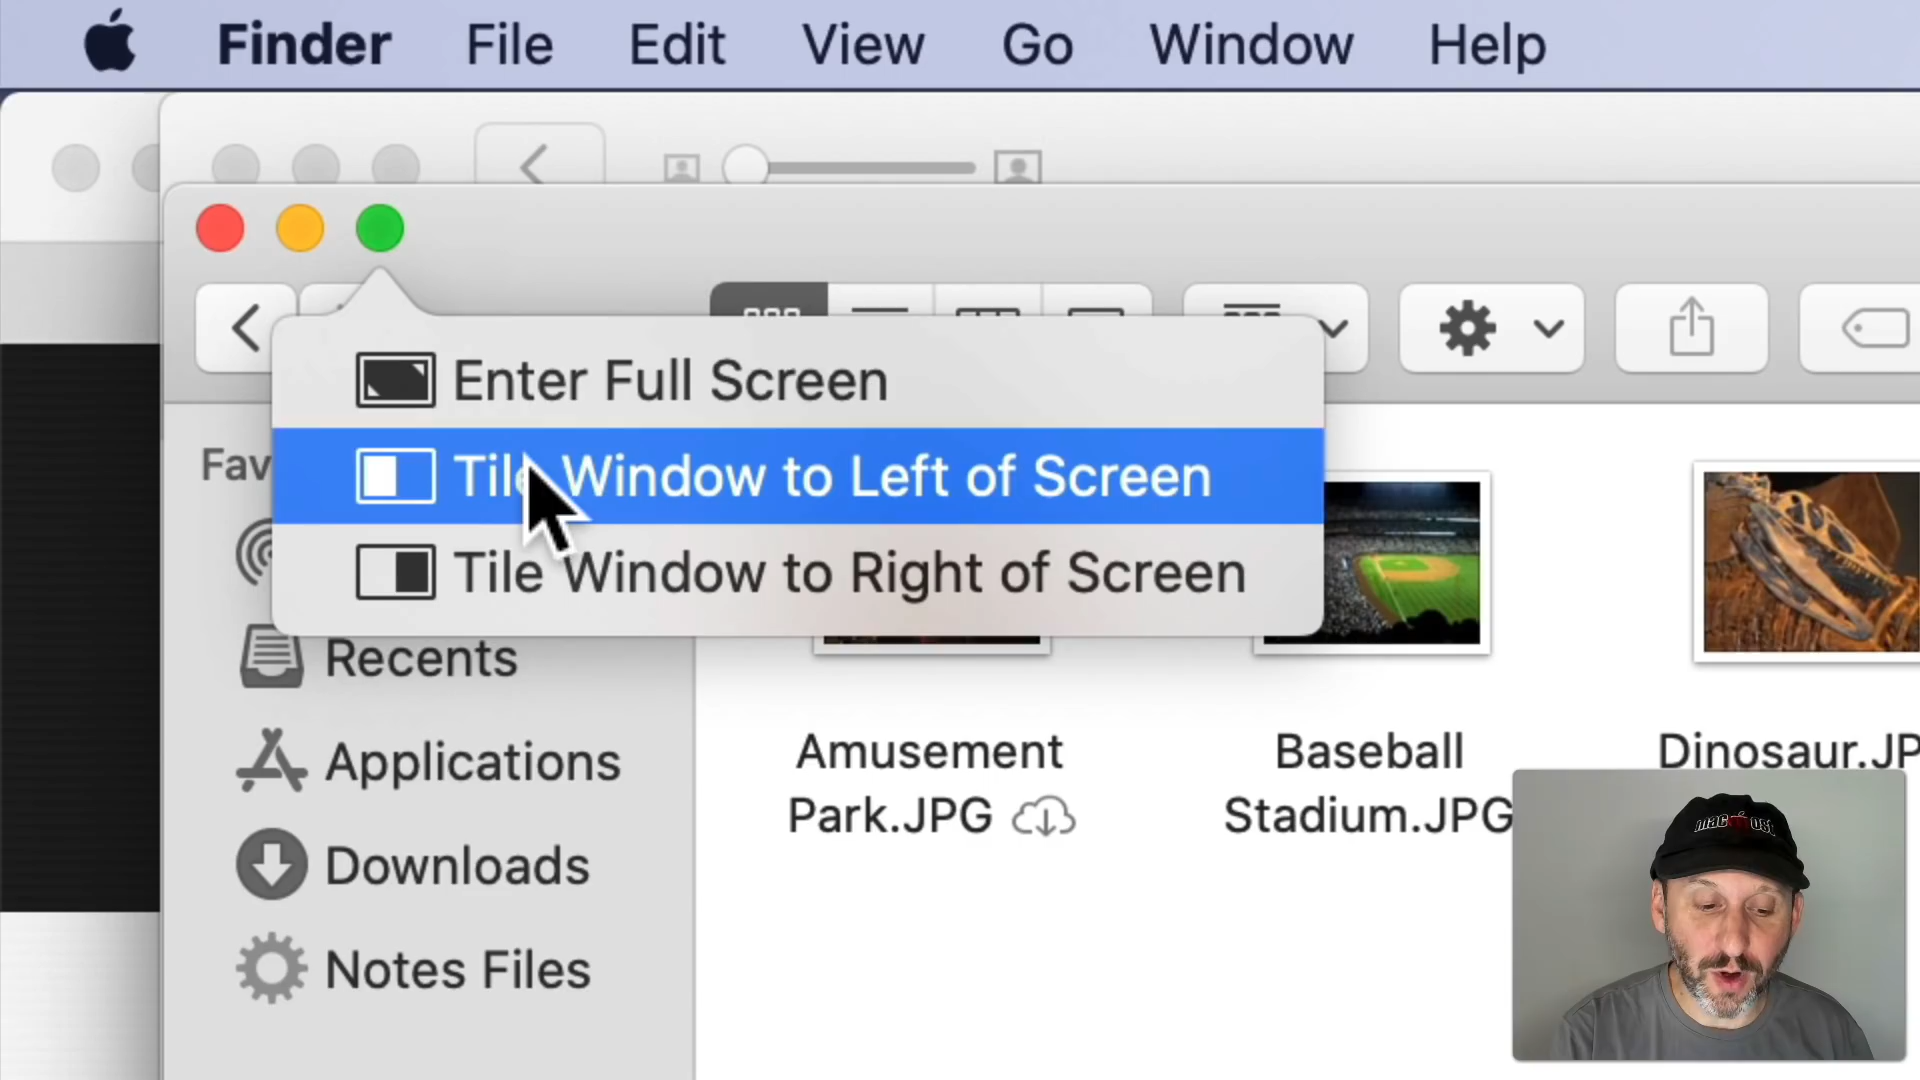 Finder File Edit View Go Window Help
Enter Full Screen
Fav
Tile Window to Left of Screen
Tile Window to Right of Screen
Recents
Applications
Downloads
Notes Files
Amusement
Park.JPG
Baseball
Stadium.JPG
Dinosaur.JP